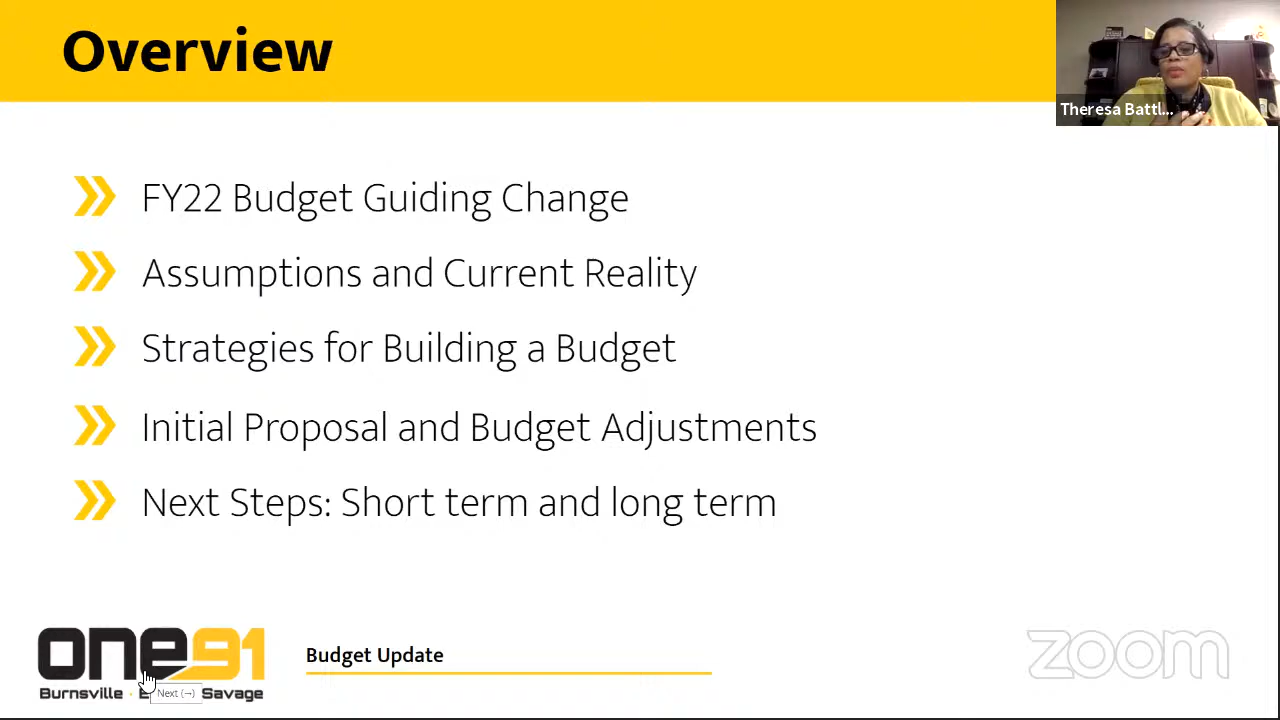 Overview
Theresa Battl...
FY22 Budget Guiding Change
Assumptions and Current Reality
Strategies for Building a Budget
Initial Proposal and Budget Adjustments
Next Steps: Short term and long term
one91
Burnsville · E Savage
Next (→)
Budget Update
zoom